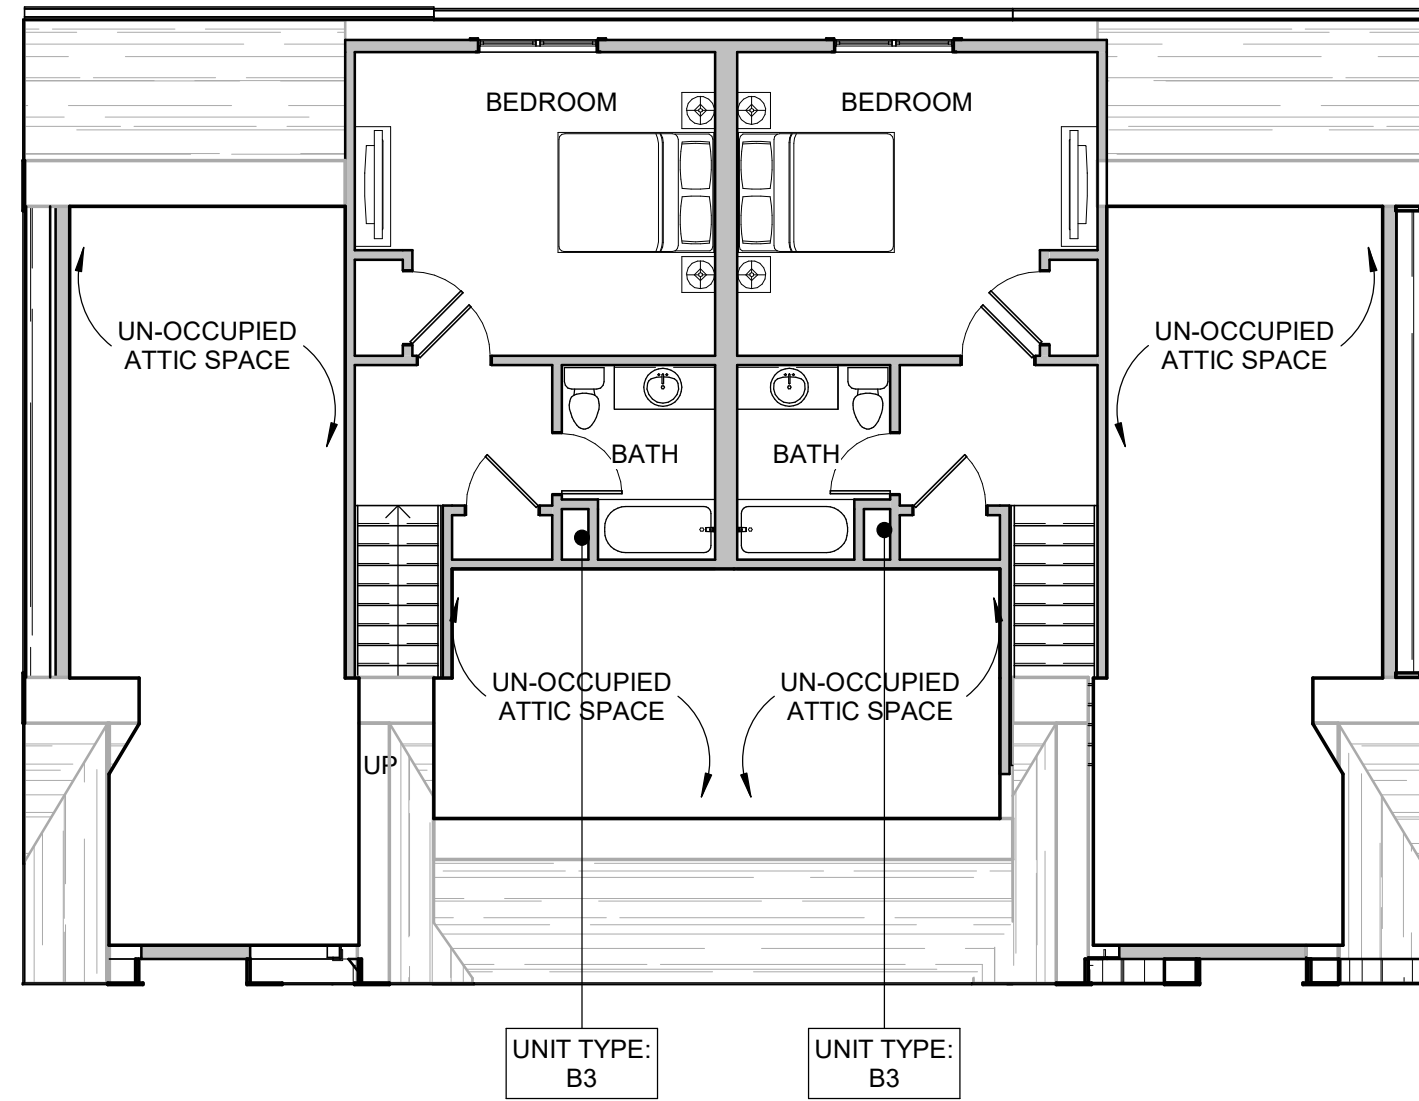 BEDROOM
BEDROOM
UN-OCCUPIED
ATTIC SPACE
UN-OCCUPIED
ATTIC SPACE
BATH
BATH
UN-OCCUPIED
ATTIC SPACE
UN-OCCUPIED
ATTIC SPACE
UP
UNIT TYPE:
B3
UNIT TYPE:
B3